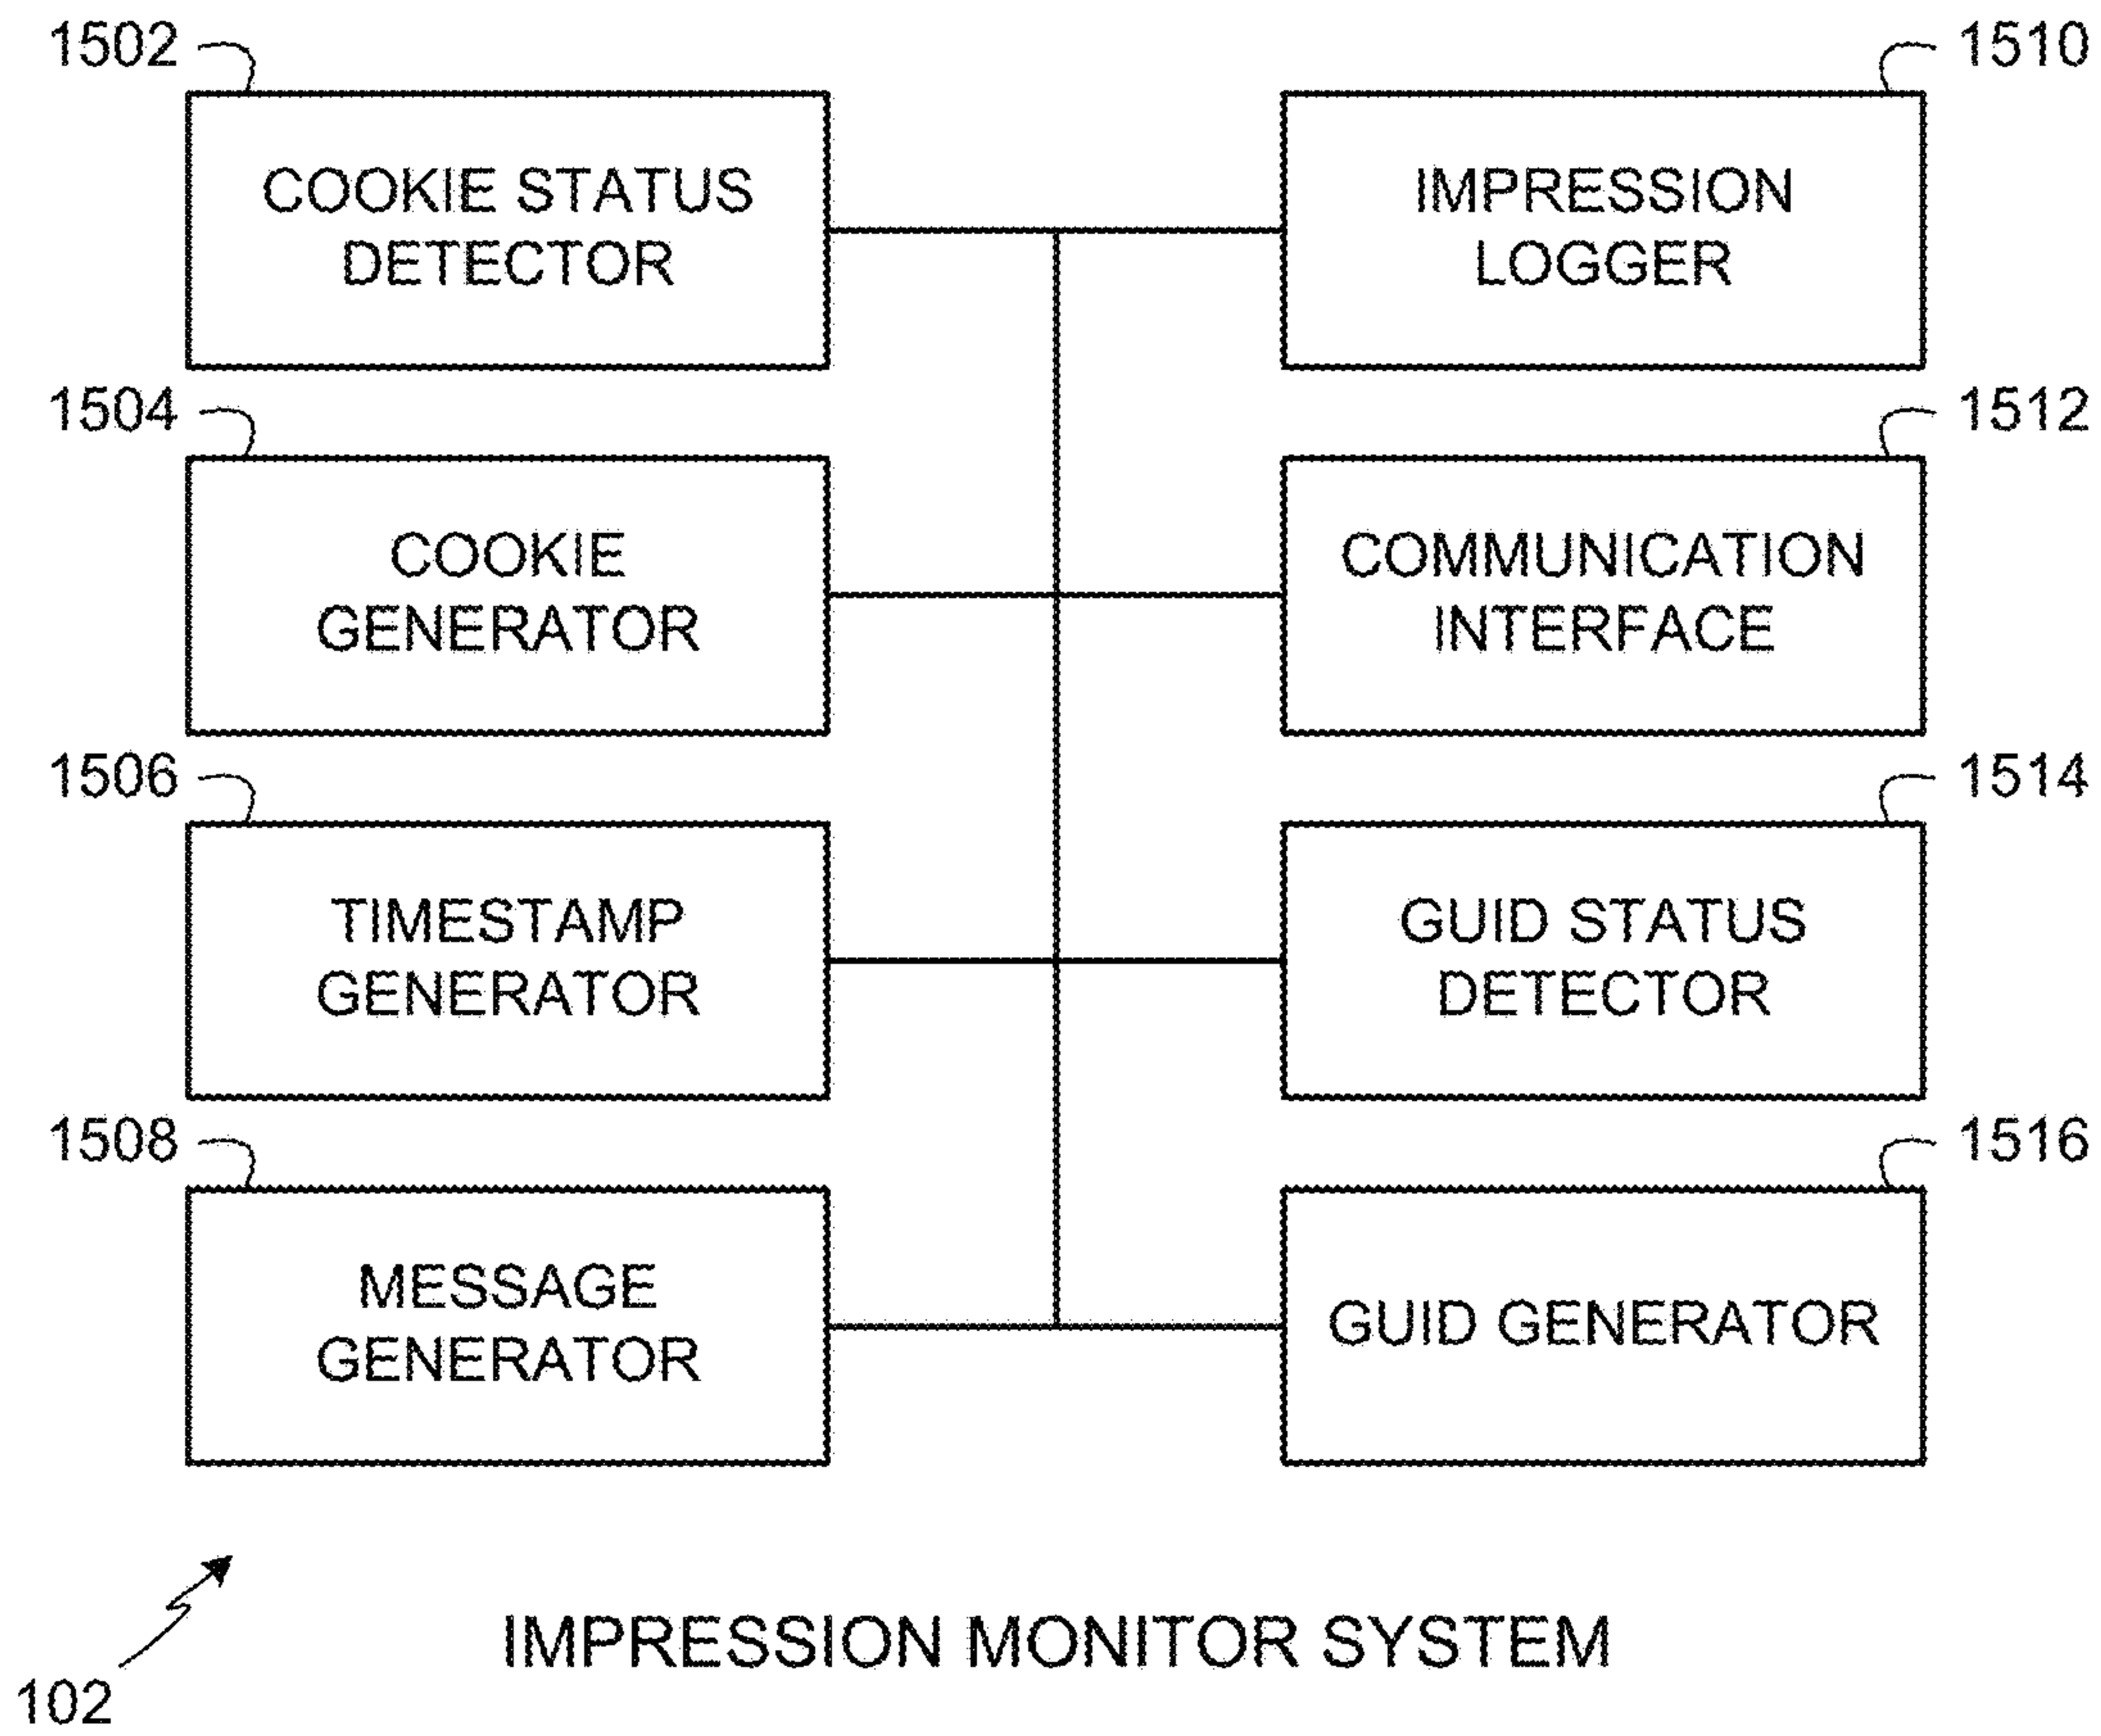 1502
1510
COOKIE STATUS
DETECTOR
IMPRESSION
LOGGER
1504
1512
COOKIE
GENERATOR
COMMUNICATION
INTERFACE
1506
1514
TIMESTAMP
GENERATOR
GUID STATUS
DETECTOR
1508
1516
MESSAGE
GENERATOR
GUID GENERATOR
IMPRESSION MONITOR SYSTEM
102